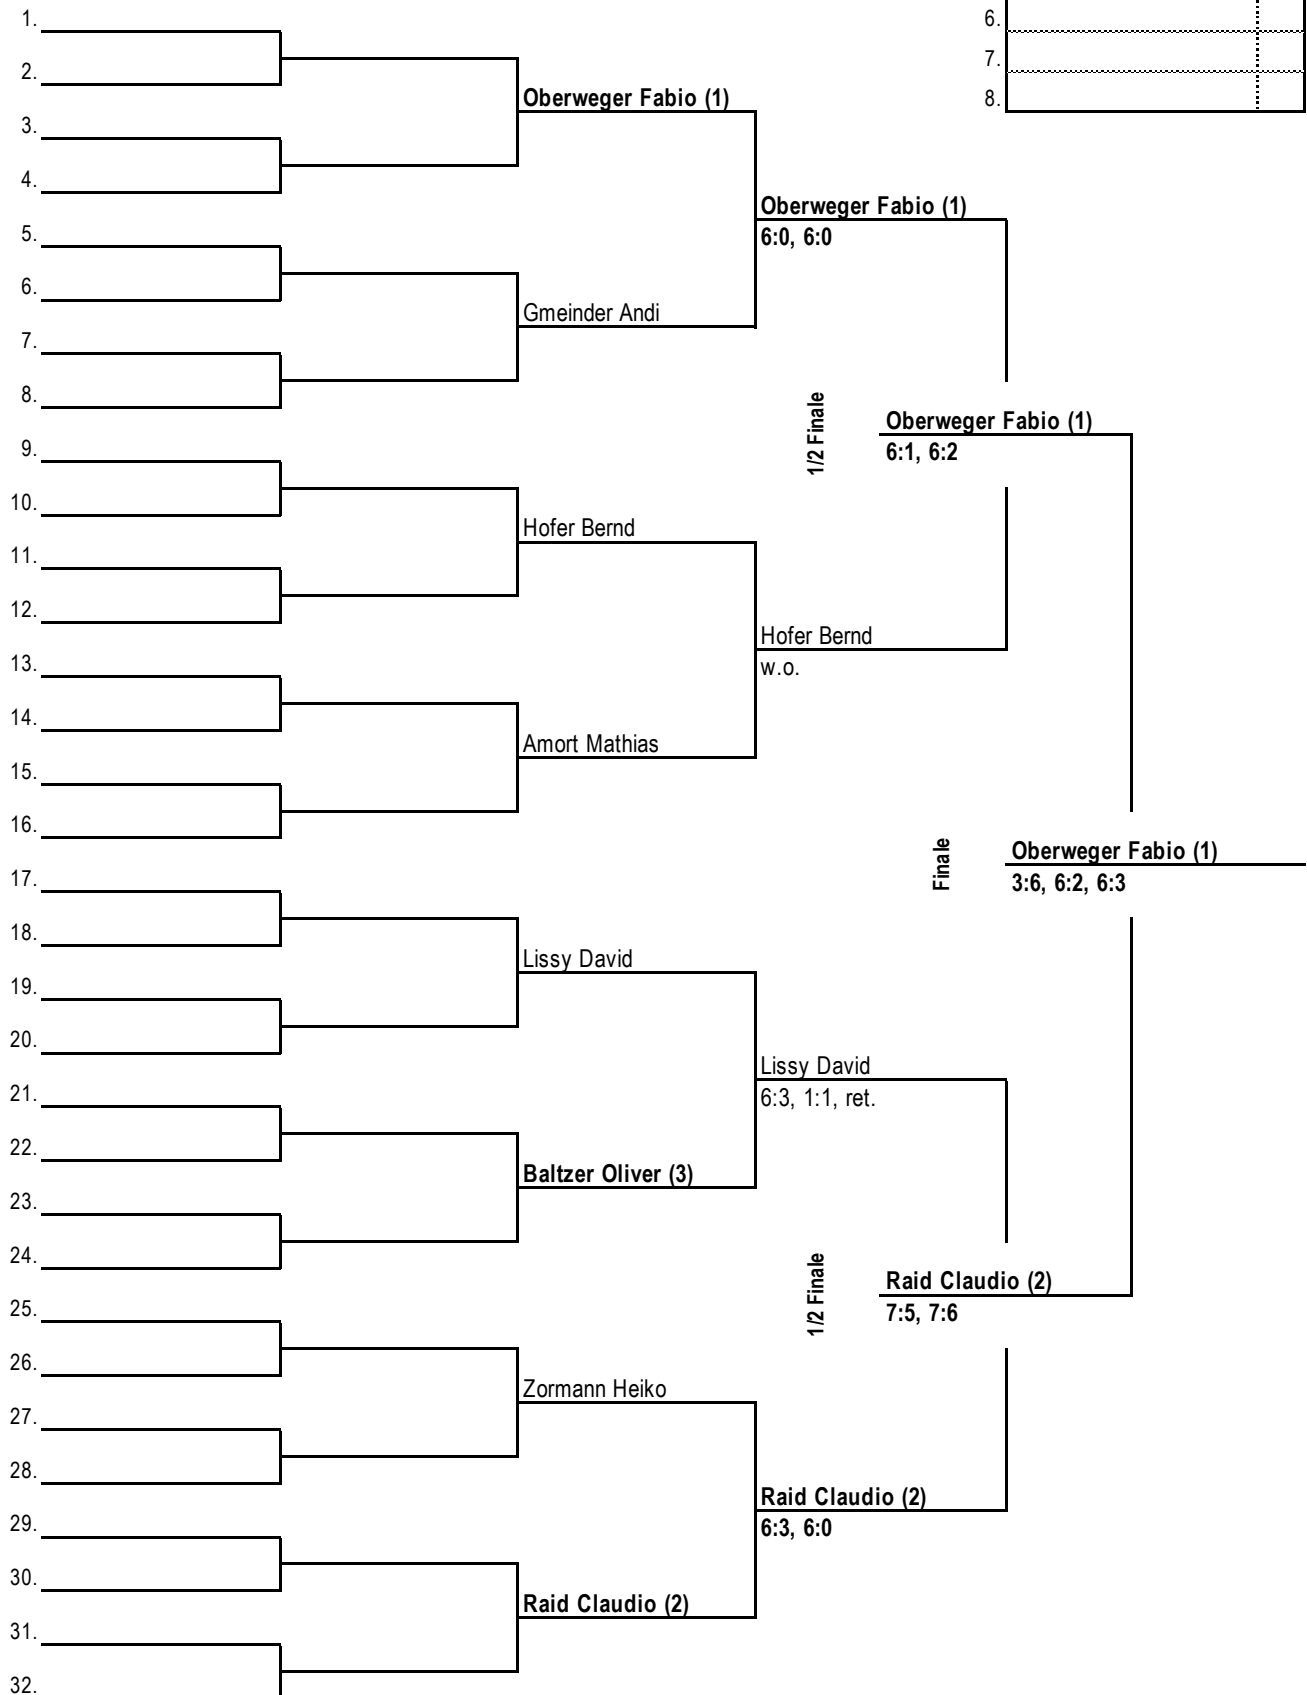 1.
6.
7.
2.
Oberweger Fabio (1)
8.
3.
4.
Oberweger Fabio (1)
5.
6:0, 6:0
6.
Gmeinder Andi
7.
8.
1/2 Finale
Oberweger Fabio (1)
9.
6:1, 6:2
10.
Hofer Bernd
11.
12.
Hofer Bernd
13.
w.o.
14.
Amort Mathias
15.
16.
Finale
Oberweger Fabio (1)
17.
3:6, 6:2, 6:3
18.
Lissy David
19.
20.
Lissy David
21.
6:3, 1:1, ret.
22.
Baltzer Oliver (3)
23.
24.
1/2 Finale
Raid Claudio (2)
25.
7:5, 7:6
26.
Zormann Heiko
27.
28.
Raid Claudio (2)
29.
6:3, 6:0
30.
Raid Claudio (2)
31.
32.